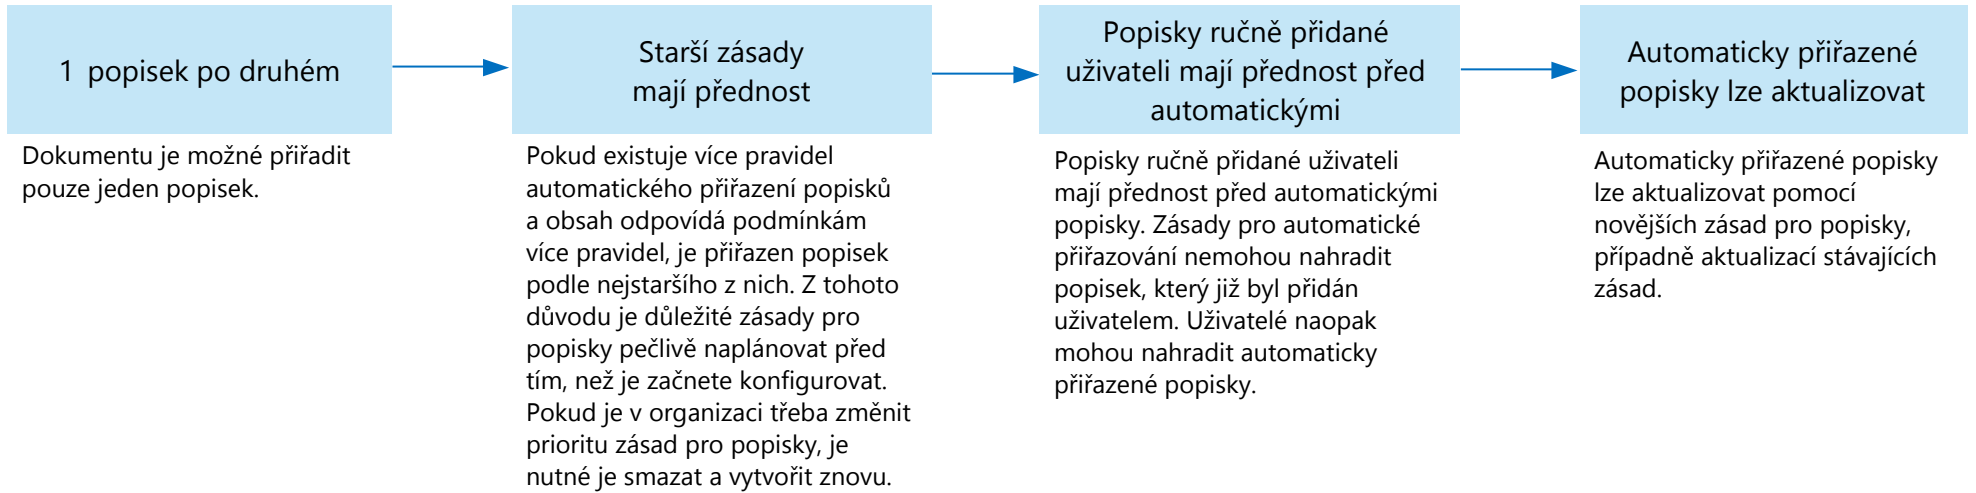 1 popisek po druhém
Dokumentu je možné přiřadit
pouze jeden popisek.
Starší zásady
mají přednost
Pokud existuje více pravidel
automatického přiřazení popisků
a obsah odpovídá podmínkám
více pravidel, je přiřazen popisek
podle nejstaršího z nich. Z tohoto
důvodu je důležité zásady pro
popisky pečlivě naplánovat před
tím, než je začnete konfigurovat.
Pokud je v organizaci třeba změnit
prioritu zásad pro popisky, je
nutné je smazat a vytvořit znovu.
Popisky ručně přidané
uživateli mají přednost před
automatickými
Popisky ručně přidané uživateli
mají přednost před automatickými
popisky. Zásady pro automatické
přiřazování nemohou nahradit
popisek, který již byl přidán
uživatelem. Uživatelé naopak
mohou nahradit automaticky
přiřazené popisky.
Automaticky přiřazené
popisky lze aktualizovat
Automaticky přiřazené popisky
lze aktualizovat pomocí
novějších zásad pro popisky,
případně aktualizací stávajících
zásad.